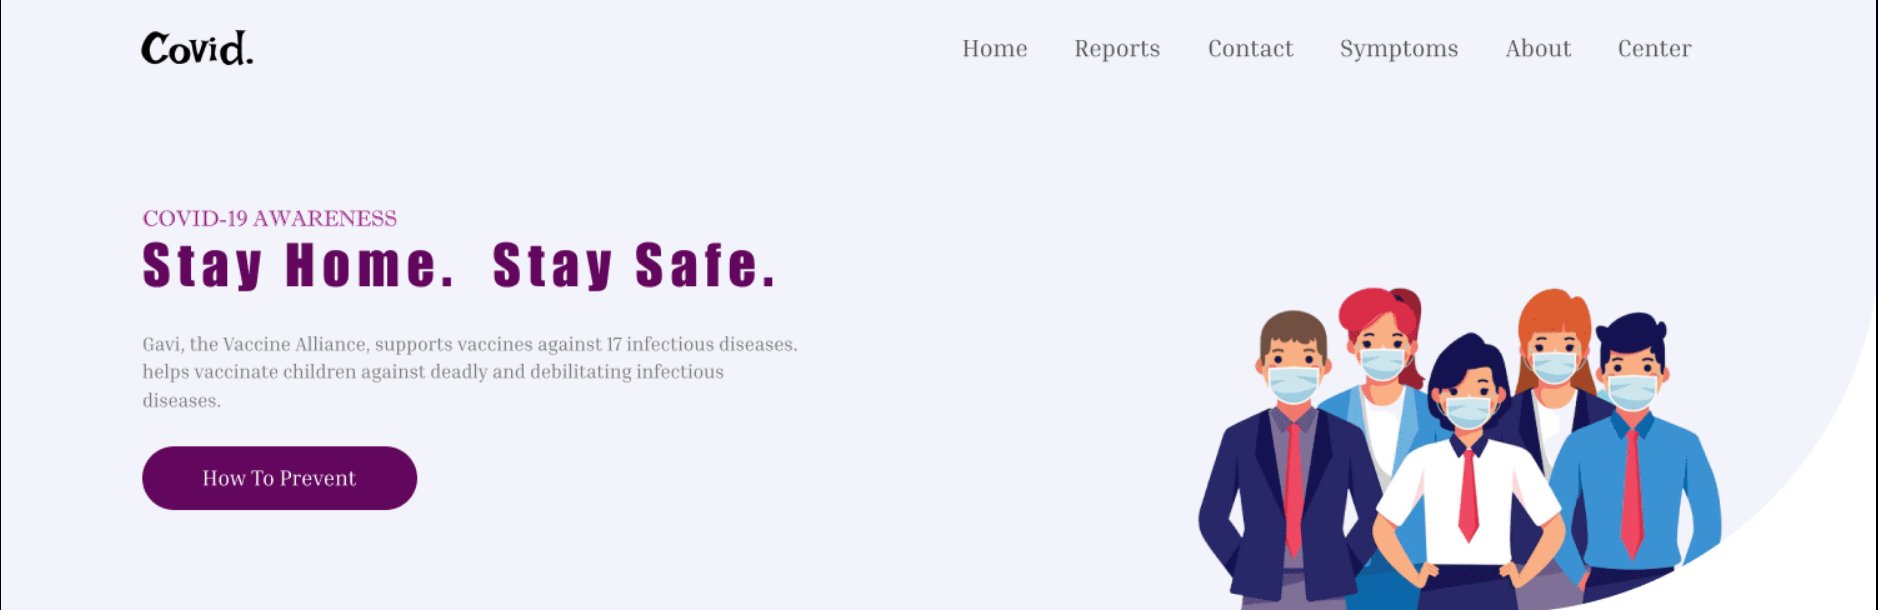 Covid.
Home Reports Contact Symptoms About Center
COVID-19 AWARENESS
Stay Home. Stay Safe.
Gavi, the Vaccine Alliance, supports vaccines against 17 infectious diseases.
helps vaccinate children against deadly and debilitating infectious
diseases.
How To Prevent